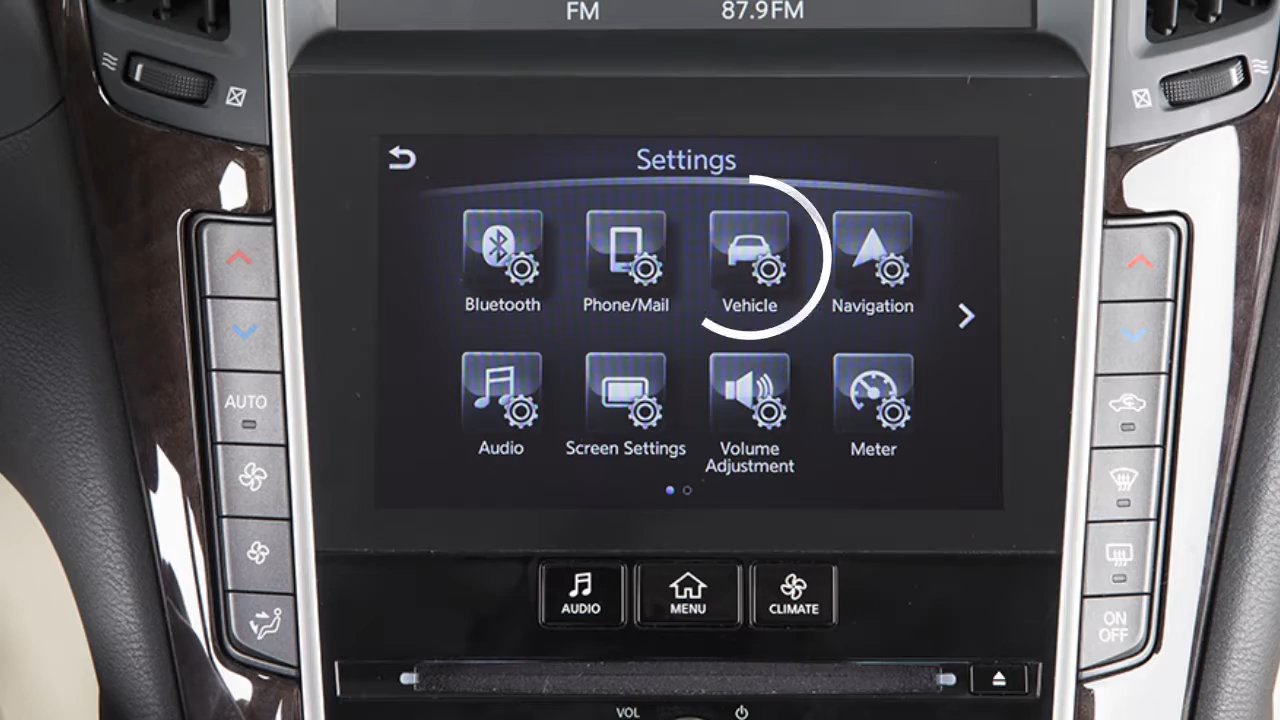 FM 87.9FM
Settings
Bluetooth Phone/Mail Vehicle Navigation
Audio Screen Settings Volume Adjustment Meter
AUTO
AUDIO MENU CLIMATE
ON
OFF
VOL